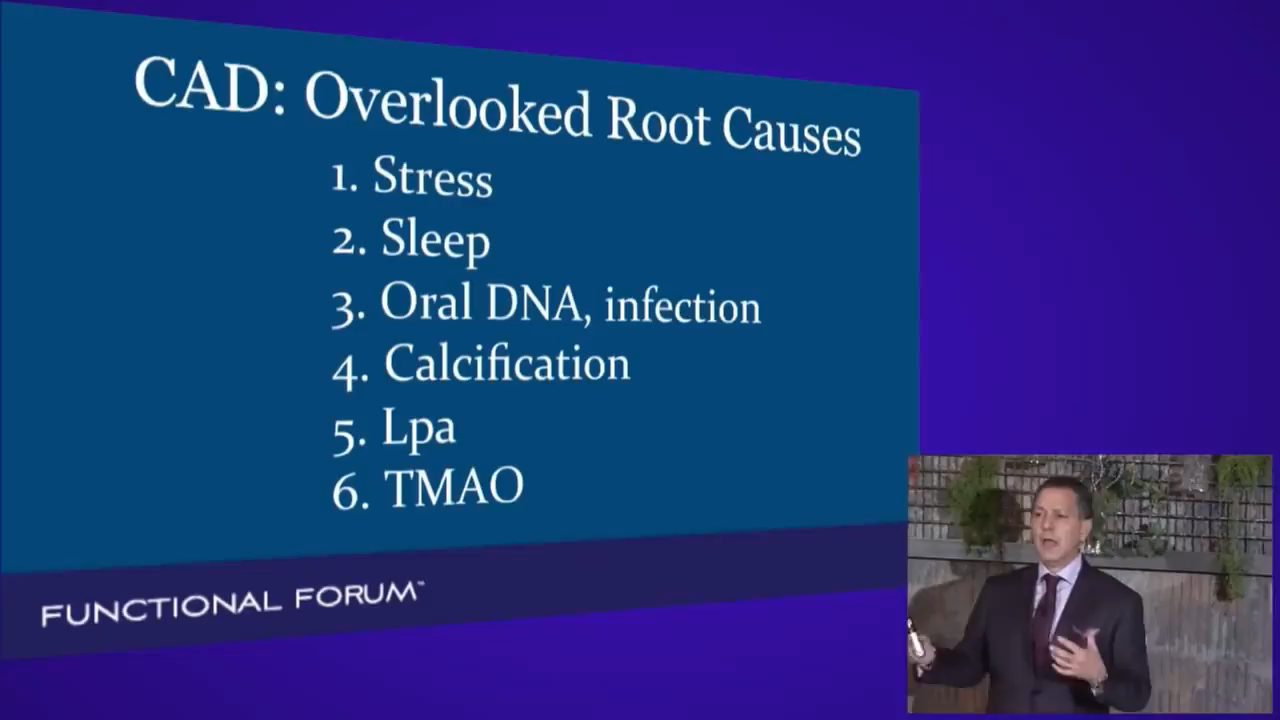 CAD: Overlooked Root Causes
1. Stress
2. Sleep
3. Oral DNA, infection
4. Calcification
5. Lpa
6. TMAO
FUNCTIONAL FORUM™